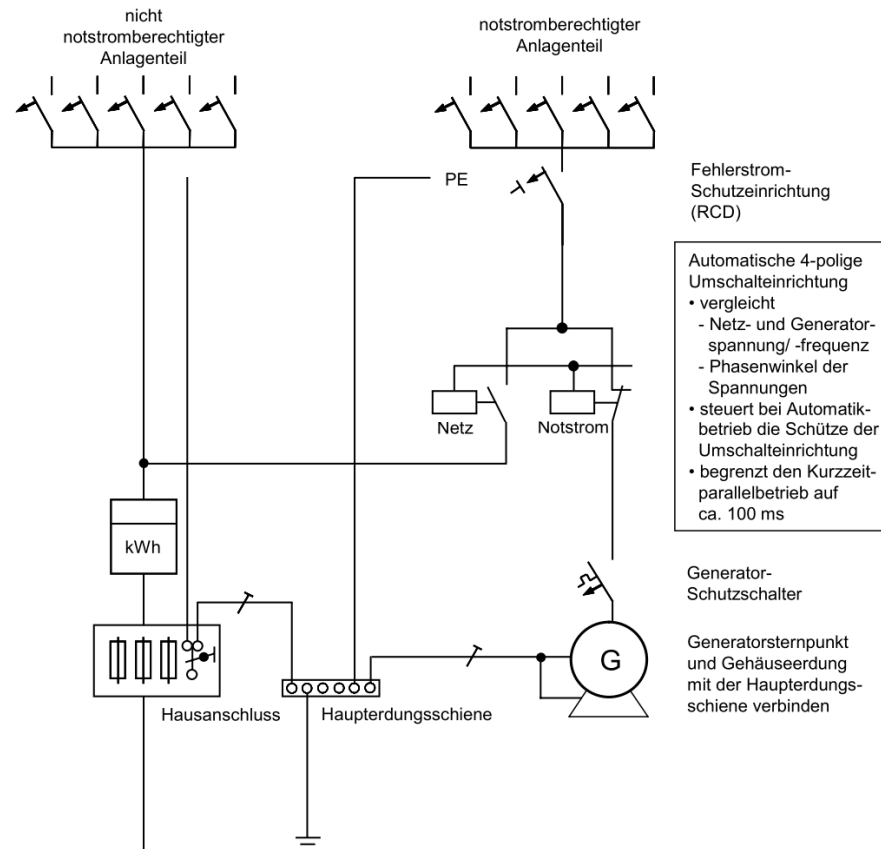 nicht
notstromberechtigter
Anlagenteil
notstromberechtigter
Anlagenteil
PE
Fehlerstrom-
Schutzeinrichtung
(RCD)
Automatische 4-polige
Umschalteinrichtung
• vergleicht
- Netz- und Generator-
spannung/ -frequenz
- Phasenwinkel der
Spannungen
• steuert bei Automatik-
betrieb die Schütze der
Umschalteinrichtung
• begrenzt den Kurzzeit-
parallelbetrieb auf
ca. 100 ms
Netz
Notstrom
kWh
Generator-
Schutzschalter
G
Generatorsternpunkt
und Gehäuseerdung
mit der Haupterdungs-
schiene verbinden
Hausanschluss
Haupterdungsschiene